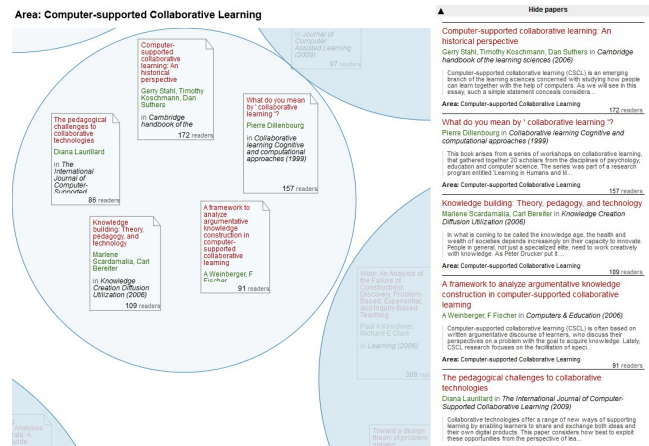 Area: Computer-supported Collaborative Learning
in Journal of
Computer
Assisted Learning
(2009)
97 readers
Computer-
supported
collaborative
learning: An
historical
perspective
Gerry Stahl, Timothy
Koschmann, Dan
Suthers
in Cambridge
handbook of the
172 readers
What do you mean
by ' collaborative
learning '?
Pierre Dillenbourg
in Collaborative
learning Cognitive
and computational
approaches (1999)
157 readers
The pedagogical
challenges to
collaborative
technologies
Diana Laurillard
in The
International
Journal of
Computer-
Supported
86 readers
Knowledge
building: Theory,
pedagogy, and
technology
Marlene
Scardamalia, Carl
Bereiter
in Knowledge
Creation Diffusion
Utilization (2006)
109 readers
A framework to
analyze
argumentative
knowledge
construction in
computer-
supported
collaborative
learning
A Weinberger, F
Fischer
91 readers
Work: An Analysis of
the Failure of
Constructivist,
Discovery, Problem-
Based, Experiential,
and Inquiry-Based
Teaching
Paul A Kirschner,
Richard E Clark
in Learning (2006)
309 readers
Toward a design
theory of problem
Analyses
data. A
guide
▲ Hide papers
Computer-supported collaborative learning: An
historical perspective
Gerry Stahl, Timothy Koschmann, Dan Suthers in Cambridge
handbook of the learning sciences (2006)
Computer-supported collaborative learning (CSCL) is an emerging
branch of the learning sciences concerned with studying how people
can learn together with the help of computers. As we will see in this
essay, such a simple statement conceals considera...
Area: Computer-supported Collaborative Learning
172 readers
What do you mean by ' collaborative learning '?
Pierre Dillenbourg in Collaborative learning Cognitive and
computational approaches (1999)
This book arises from a series of workshops on collaborative learning,
that gathered together 20 scholars from the disciplines of psychology,
education and computer science. The series was part of a research
program entitled 'Learning in Humans and M...
Area: Computer-supported Collaborative Learning
157 readers
Knowledge building: Theory, pedagogy, and technology
Marlene Scardamalia, Carl Bereiter in Knowledge Creation
Diffusion Utilization (2006)
In what is coming to be called the knowledge age, the health and
wealth of societies depends increasingly on their capacity to innovate.
People in general, not just a specialized elite, need to work creatively
with knowledge. As Peter Drucker put it ...
Area: Computer-supported Collaborative Learning
109 readers
A framework to analyze argumentative knowledge
construction in computer-supported collaborative
learning
A Weinberger, F Fischer in Computers & Education (2006)
Computer-supported collaborative learning (CSCL) is often based on
written argumentative discourse of learners, who discuss their
perspectives on a problem with the goal to acquire knowledge. Lately,
CSCL research focuses on the facilitation of speci...
Area: Computer-supported Collaborative Learning
91 readers
The pedagogical challenges to collaborative
technologies
Diana Laurillard in The International Journal of Computer-
Supported Collaborative Learning (2009)
Collaborative technologies offer a range of new ways of supporting
learning by enabling learners to share and exchange both ideas and
their own digital products. This paper considers how best to exploit
these opportunities from the perspective of lea...